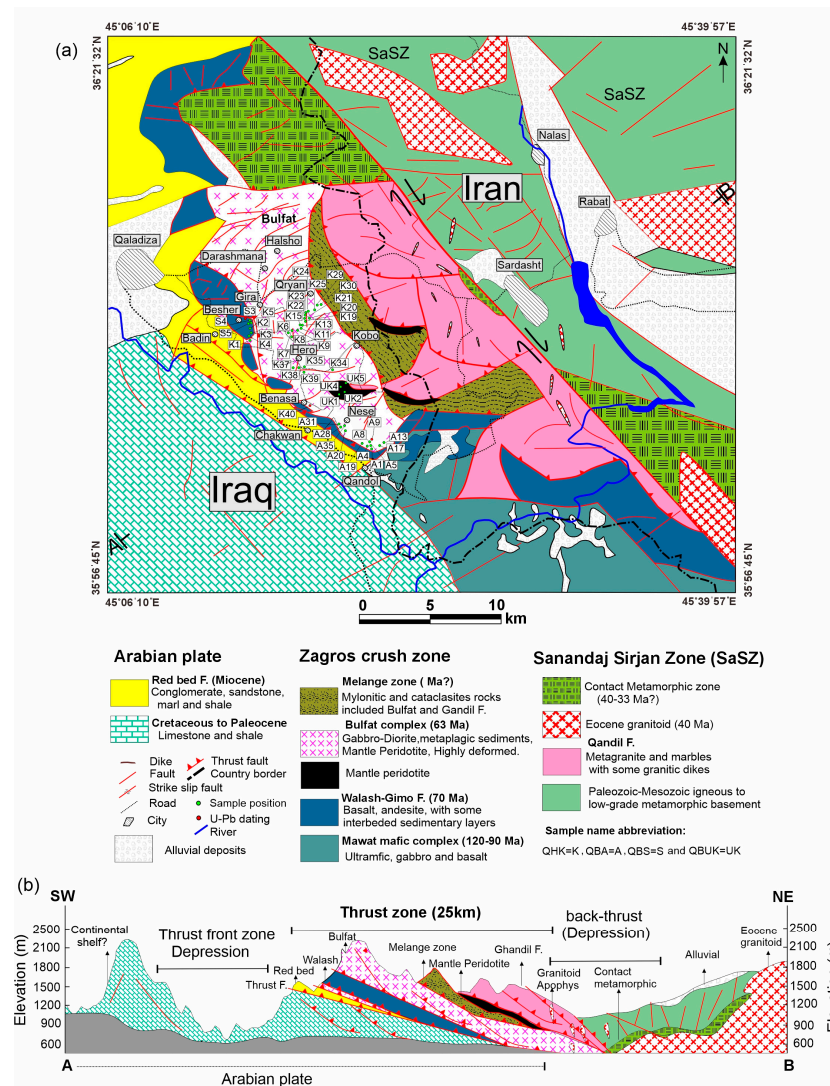 45°06'10"E
45°39'57"E
(a)
36°21'32"N
36°21'32"N
SaSZ
N
SaSZ
Nalas
Iran
B
Rabat
Bulfat
Qaladiza
Halsho
Darashmana
Sardasht
K24
K29
Qryan
K25
K30
Gira
K23
K21
Besher
S3
K5
K22
K20
S4
K2
K15
K19
K6
K13
S5
K3
K11
Kobo
Badin
K1
K4
K8
K9
K7
Hero
K37
K35
K34
K38
K39
UK5
UK4
Benasa
UK1
UK2
K40
Nese
A31
A9
Chakwan
A28
A8
A13
A35
A17
A20
A4
A19
A1
A5
Iraq
Qandol
A
35°56'45"N
35°56'45"N
45°06'10"E
45°39'57"E
0 5 10
km
Arabian plate
Red bed F. (Miocene)
Conglomerate, sandstone,
marl and shale
Cretaceous to Paleocene
Limestone and shale
Dike
Thrust fault
Fault
Country border
Strike slip fault
Road
Sample position
City
U-Pb dating
River
Alluvial deposits
Zagros crush zone
Melange zone ( Ma?)
Mylonitic and cataclasites rocks
included Bulfat and Gandil F.
Bulfat complex (63 Ma)
Gabbro-Diorite,metaplagic sediments,
Mantle Peridotite, Highly deformed.
Mantle peridotite
Walash-Gimo F. (70 Ma)
Basalt, andesite, with some
interbeded sedimentary layers
Mawat mafic complex (120-90 Ma)
Ultramfic, gabbro and basalt
Sanandaj Sirjan Zone (SaSZ)
Contact Metamorphic zone
(40-33 Ma?)
Eocene granitoid (40 Ma)
Qandil F.
Metagranite and marbles
with some granitic dikes
Paleozoic-Mesozoic igneous to
low-grade metamorphic basement
Sample name abbreviation:
QHK=K , QBA=A , QBS=S and QBUK=UK
(b)
SW
NE
Thrust zone (25km)
back-thrust
(Depression)
Continental
shelf?
Thrust front zone
Depression
Bulfat
Walash
Red bed
Thrust F.
Melange zone
Mantle Peridotite
Ghandil F.
Granitoid
Apophys
Contact
metamorphic
Alluvial
Eocene
granitoid
Elevation (m)
2500
2100
1800
1500
1200
900
600
2500
2100
1800
1500
1200
900
600
A
B
Arabian plate